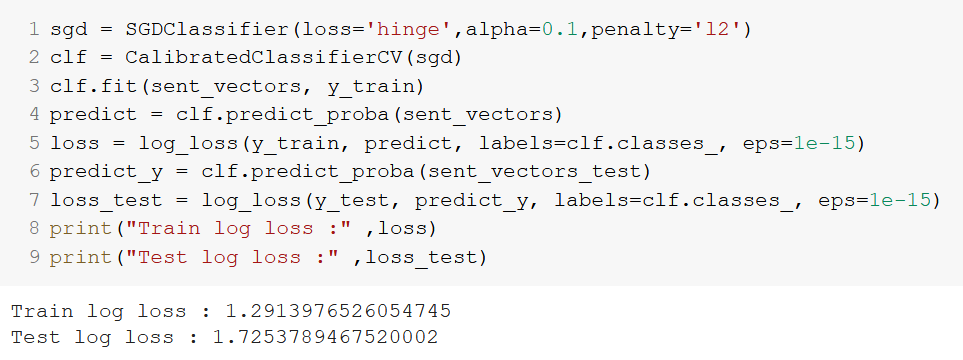 1 sgd = SGDClassifier(loss='hinge',alpha=0.1,penalty='l2')
2 clf = CalibratedClassifierCV(sgd)
3 clf.fit(sent_vectors, y_train)
4 predict = clf.predict_proba(sent_vectors)
5 loss = log_loss(y_train, predict, labels=clf.classes_, eps=1e-15)
6 predict_y = clf.predict_proba(sent_vectors_test)
7 loss_test = log_loss(y_test, predict_y, labels=clf.classes_, eps=1e-15)
8 print("Train log loss :" ,loss)
9 print("Test log loss :" ,loss_test)
Train log loss : 1.2913976526054745
Test log loss : 1.7253789467520002